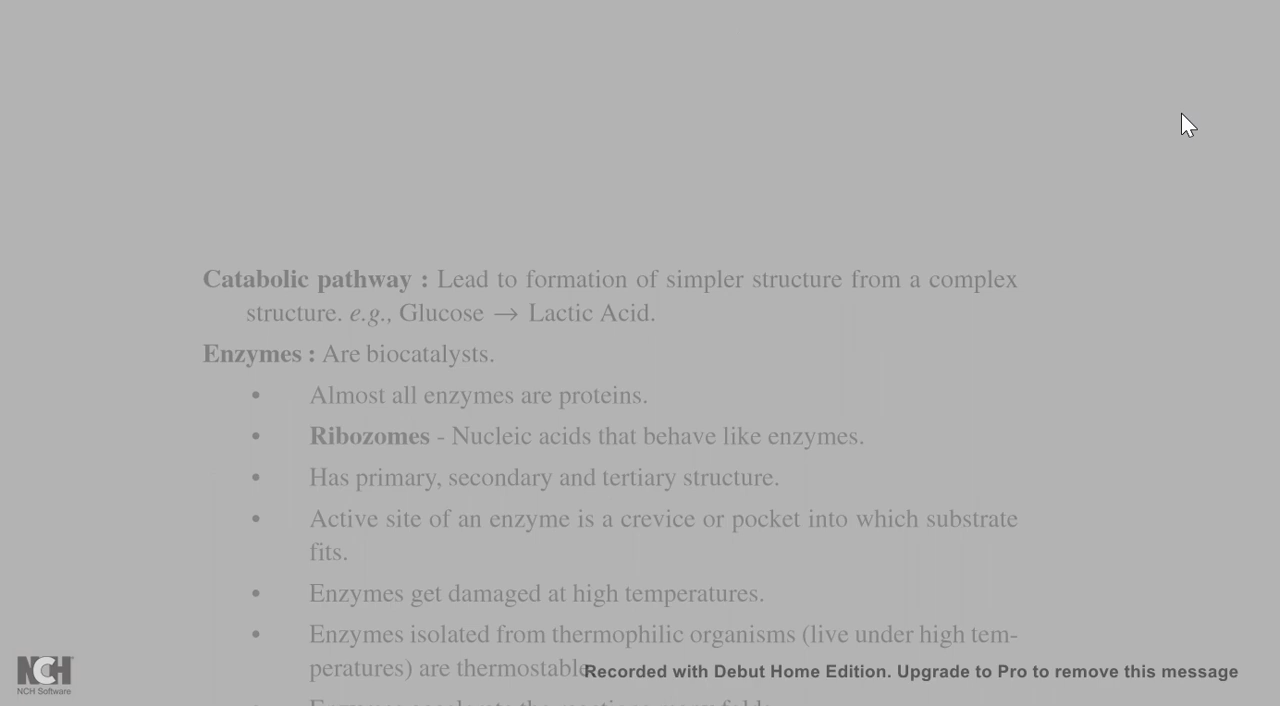 Catabolic pathway : Lead to formation of simpler structure from a complex
structure. e.g., Glucose → Lactic Acid.
Enzymes : Are biocatalysts.
• Almost all enzymes are proteins.
• Ribozomes - Nucleic acids that behave like enzymes.
• Has primary, secondary and tertiary structure.
• Active site of an enzyme is a crevice or pocket into which substrate
fits.
• Enzymes get damaged at high temperatures.
• Enzymes isolated from thermophilic organisms (live under high tem-
peratures) are thermostable
Recorded with Debut Home Edition. Upgrade to Pro to remove this message
NCH
NCH Software